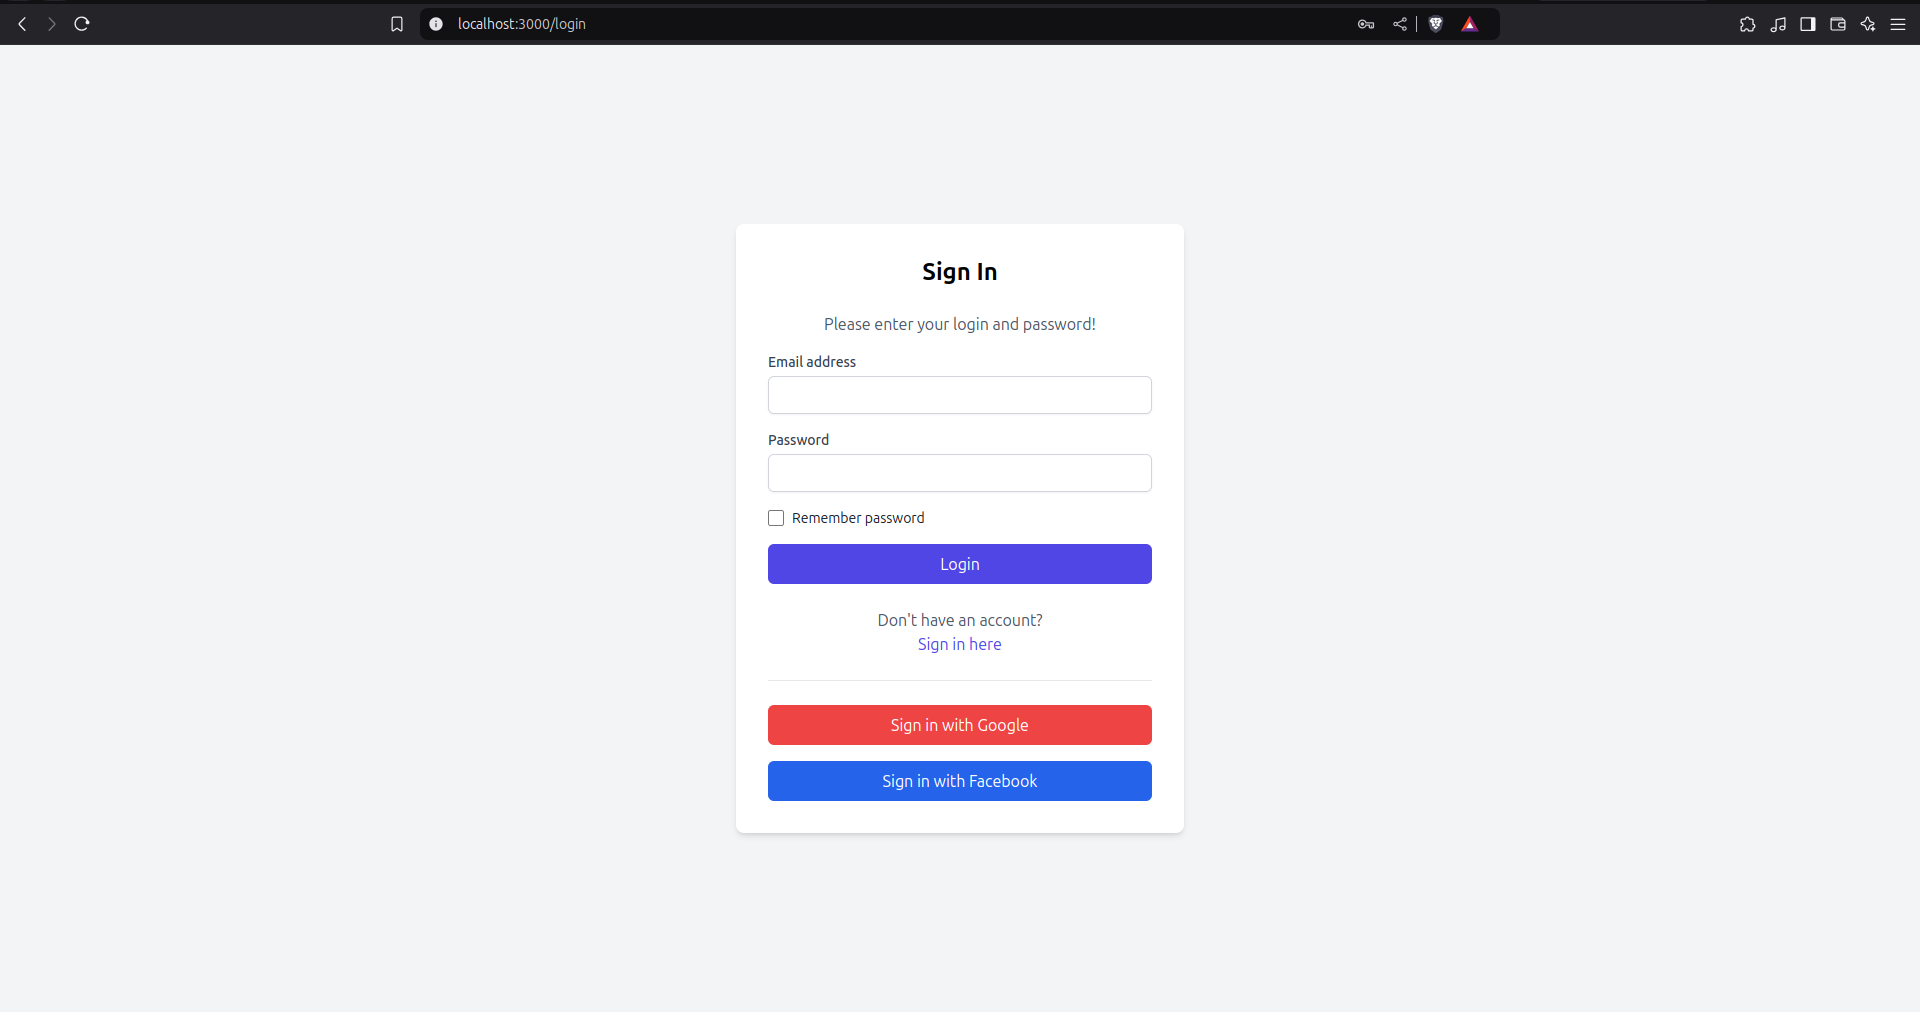 localhost:3000/login
Sign In
Please enter your login and password!
Email address
Password
Remember password
Login
Don't have an account?
Sign in here
Sign in with Google
Sign in with Facebook